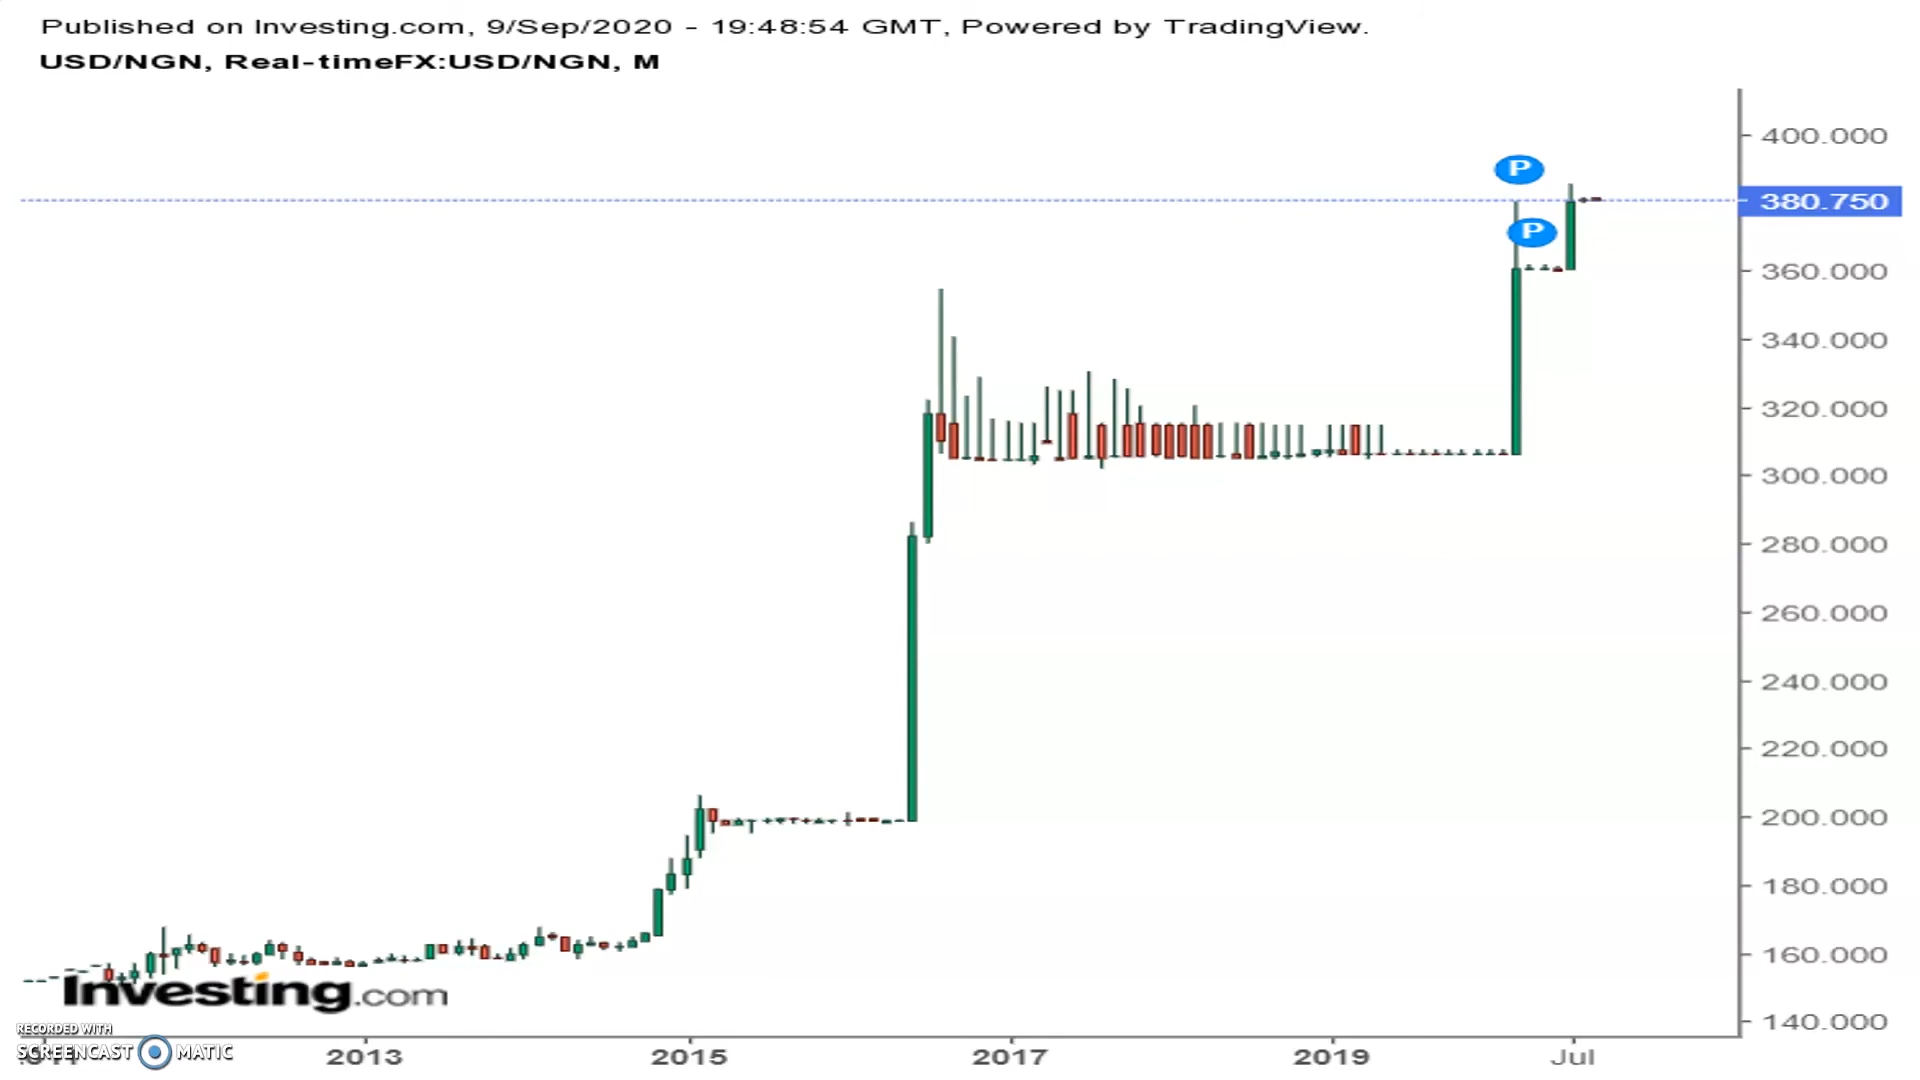 Published on Investing.com, 9/Sep/2020 - 19:48:54 GMT, Powered by TradingView.
USD/NGN, Real-timeFX:USD/NGN, M
400.000
P
380.750
P
360.000
340.000
320.000
300.000
280.000
260.000
240.000
220.000
200.000
180.000
160.000
Investing.com
140.000
RECORDED WITH
SCREENCAST MATIC
2013 2015 2017 2019 Jul